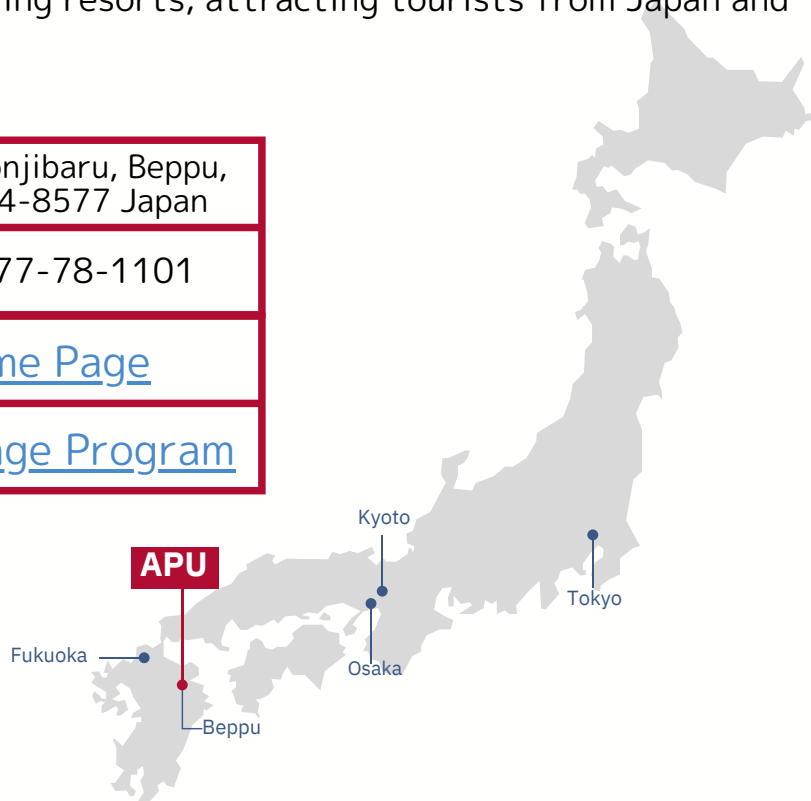 ing resorts, attracting tourists from Japan and
njibaru, Beppu,
4-8577 Japan
77-78-1101
me Page
ge Program
Kyoto
APU
Tokyo
Fukuoka
Osaka
Beppu